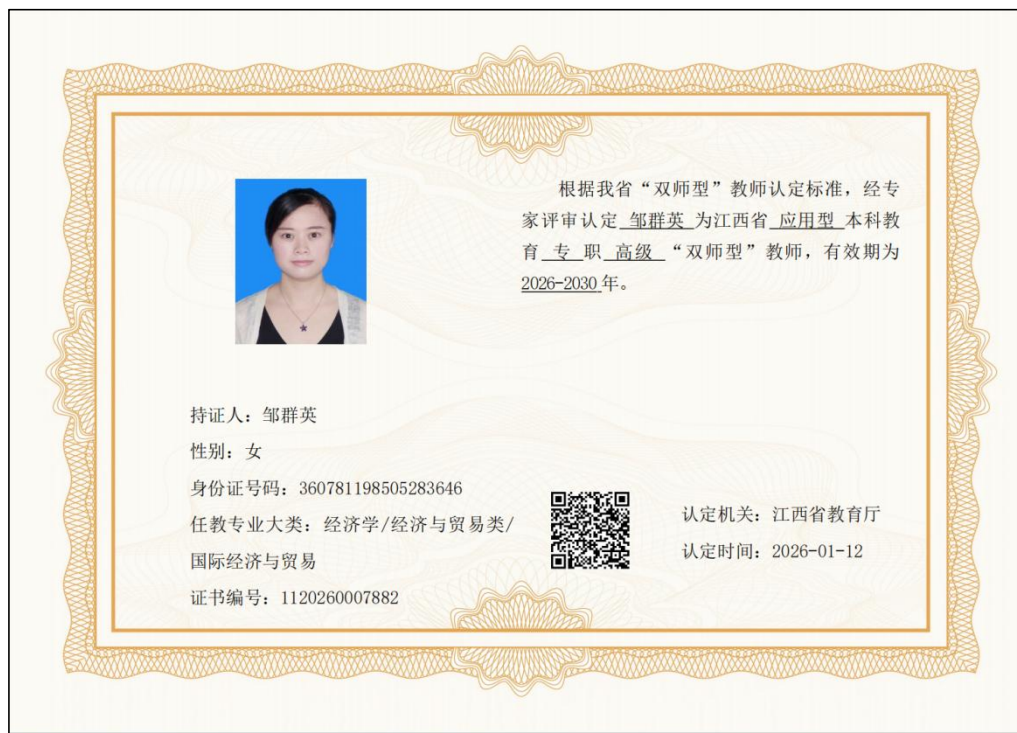 根据我省“双师型”教师认定标准，经专
家评审认定 邹群英 为江西省 应用型 本科教
育 专 职 高级 “双师型”教师，有效期为
2026-2030 年。
持证人：邹群英
性别：女
身份证号码：360781198505283646
任教专业大类：经济学/经济与贸易类/
国际经济与贸易
证书编号：1120260007882
认定机关：江西省教育厅
认定时间：2026-01-12